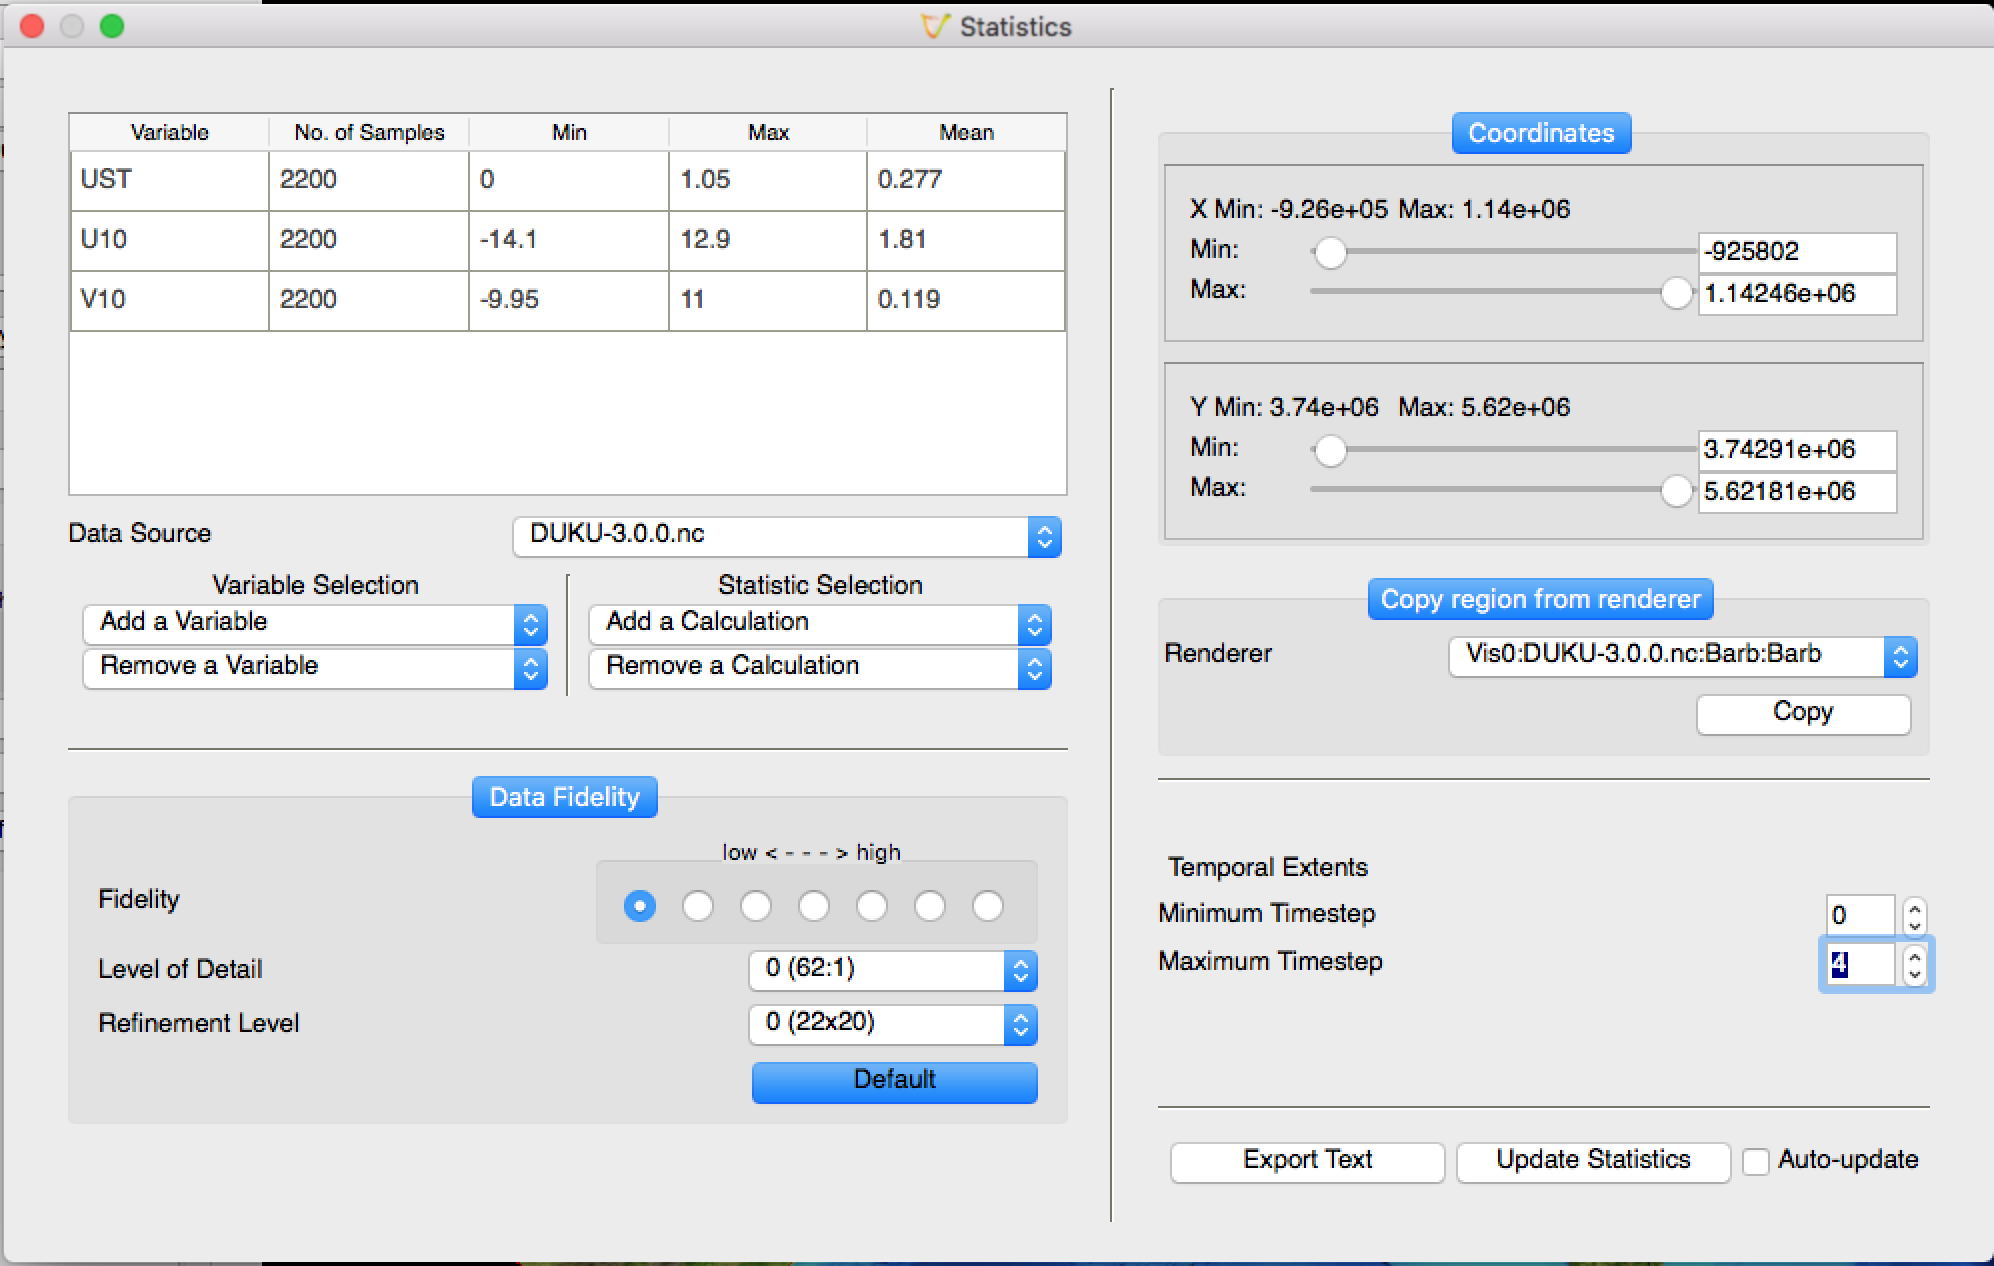 Statistics
Variable No. of Samples Min Max Mean
UST 2200 0 1.05 0.277
U10 2200 -14.1 12.9 1.81
V10 2200 -9.95 11 0.119
Data Source DUKU-3.0.0.nc
Variable Selection Statistic Selection
Add a Variable Add a Calculation
Remove a Variable Remove a Calculation
Data Fidelity
low < - - - > high
Fidelity
Level of Detail 0 (62:1)
Refinement Level 0 (22x20)
Default
Coordinates
X Min: -9.26e+05 Max: 1.14e+06
Min: -925802
Max: 1.14246e+06
Y Min: 3.74e+06 Max: 5.62e+06
Min: 3.74291e+06
Max: 5.62181e+06
Copy region from renderer
Renderer Vis0:DUKU-3.0.0.nc:Barb:Barb
Copy
Temporal Extents
Minimum Timestep 0
Maximum Timestep 4
Export Text Update Statistics Auto-update